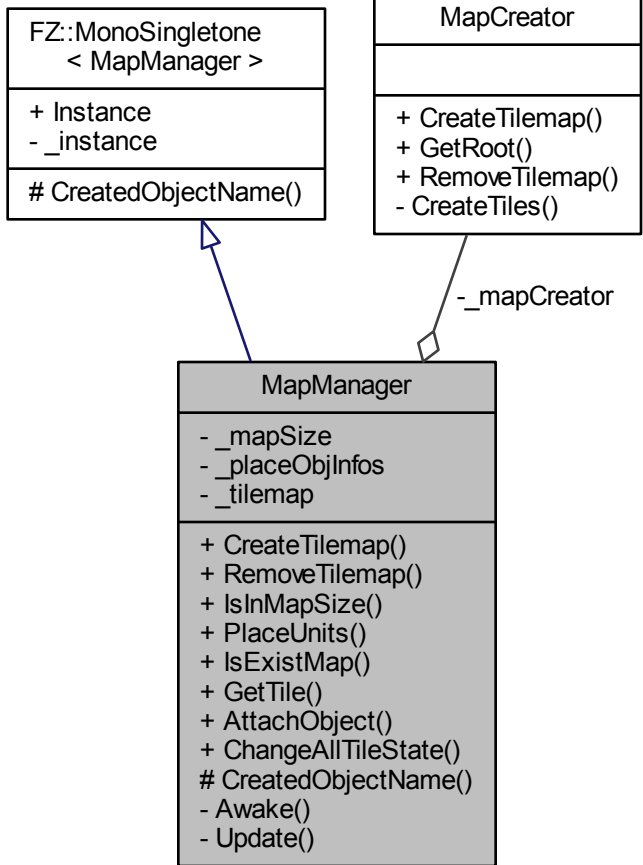 FZ::MonoSingletone
< MapManager >
+ Instance
- _instance
# CreatedObjectName()
MapCreator
+ CreateTilemap()
+ GetRoot()
+ RemoveTilemap()
- CreateTiles()
-_mapCreator
MapManager
- _mapSize
- _placeObjInfos
- _tilemap
+ CreateTilemap()
+ RemoveTilemap()
+ IsInMapSize()
+ PlaceUnits()
+ IsExistMap()
+ GetTile()
+ AttachObject()
+ ChangeAllTileState()
# CreatedObjectName()
- Awake()
- Update()